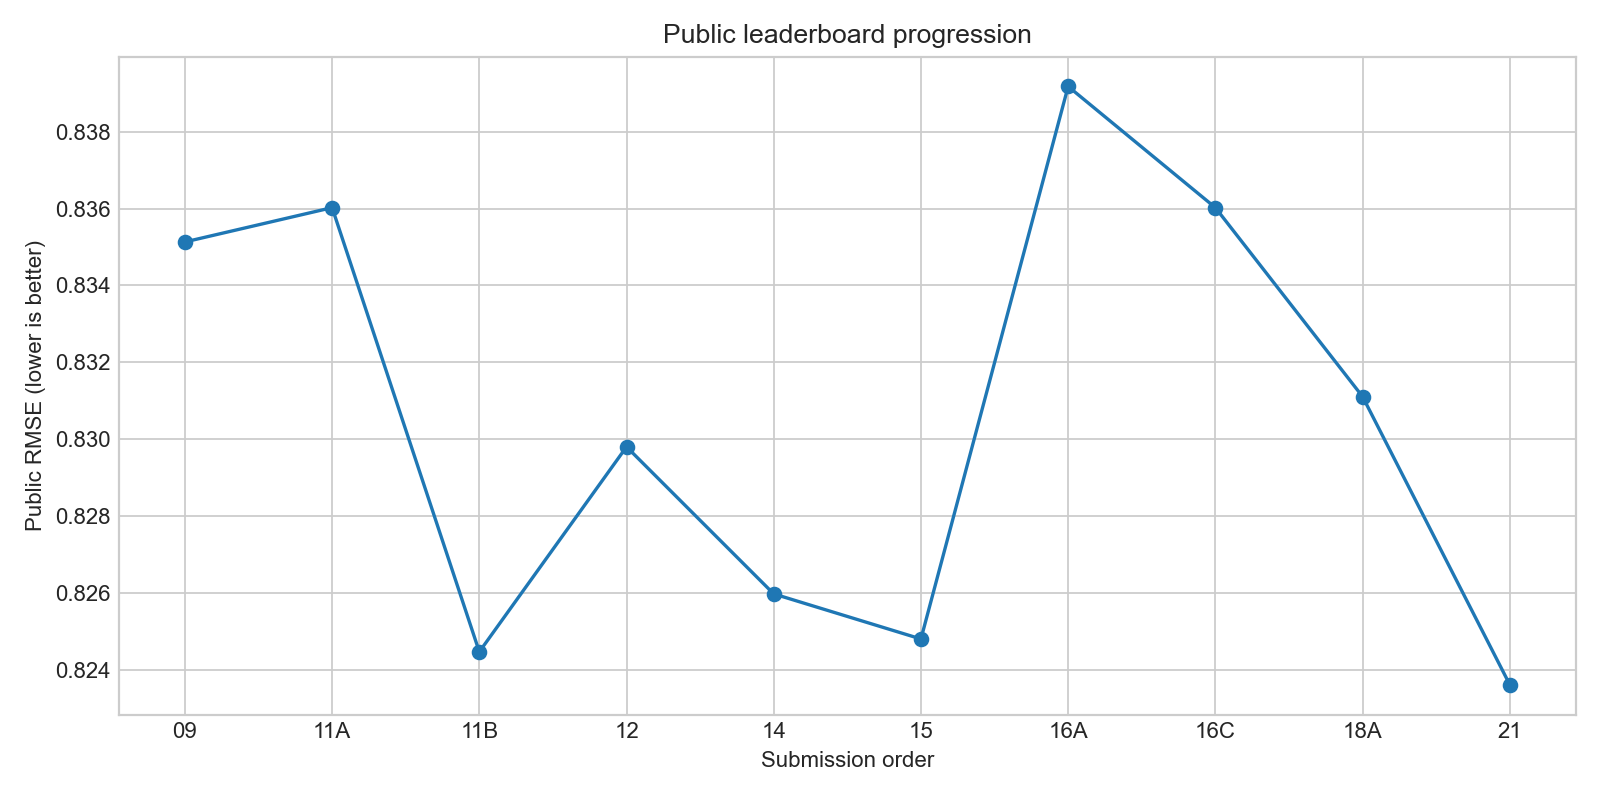 Public leaderboard progression
Public RMSE (lower is better)
0.838
0.836
0.834
0.832
0.830
0.828
0.826
0.824
09 11A 11B 12 14 15 16A 16C 18A 21
Submission order